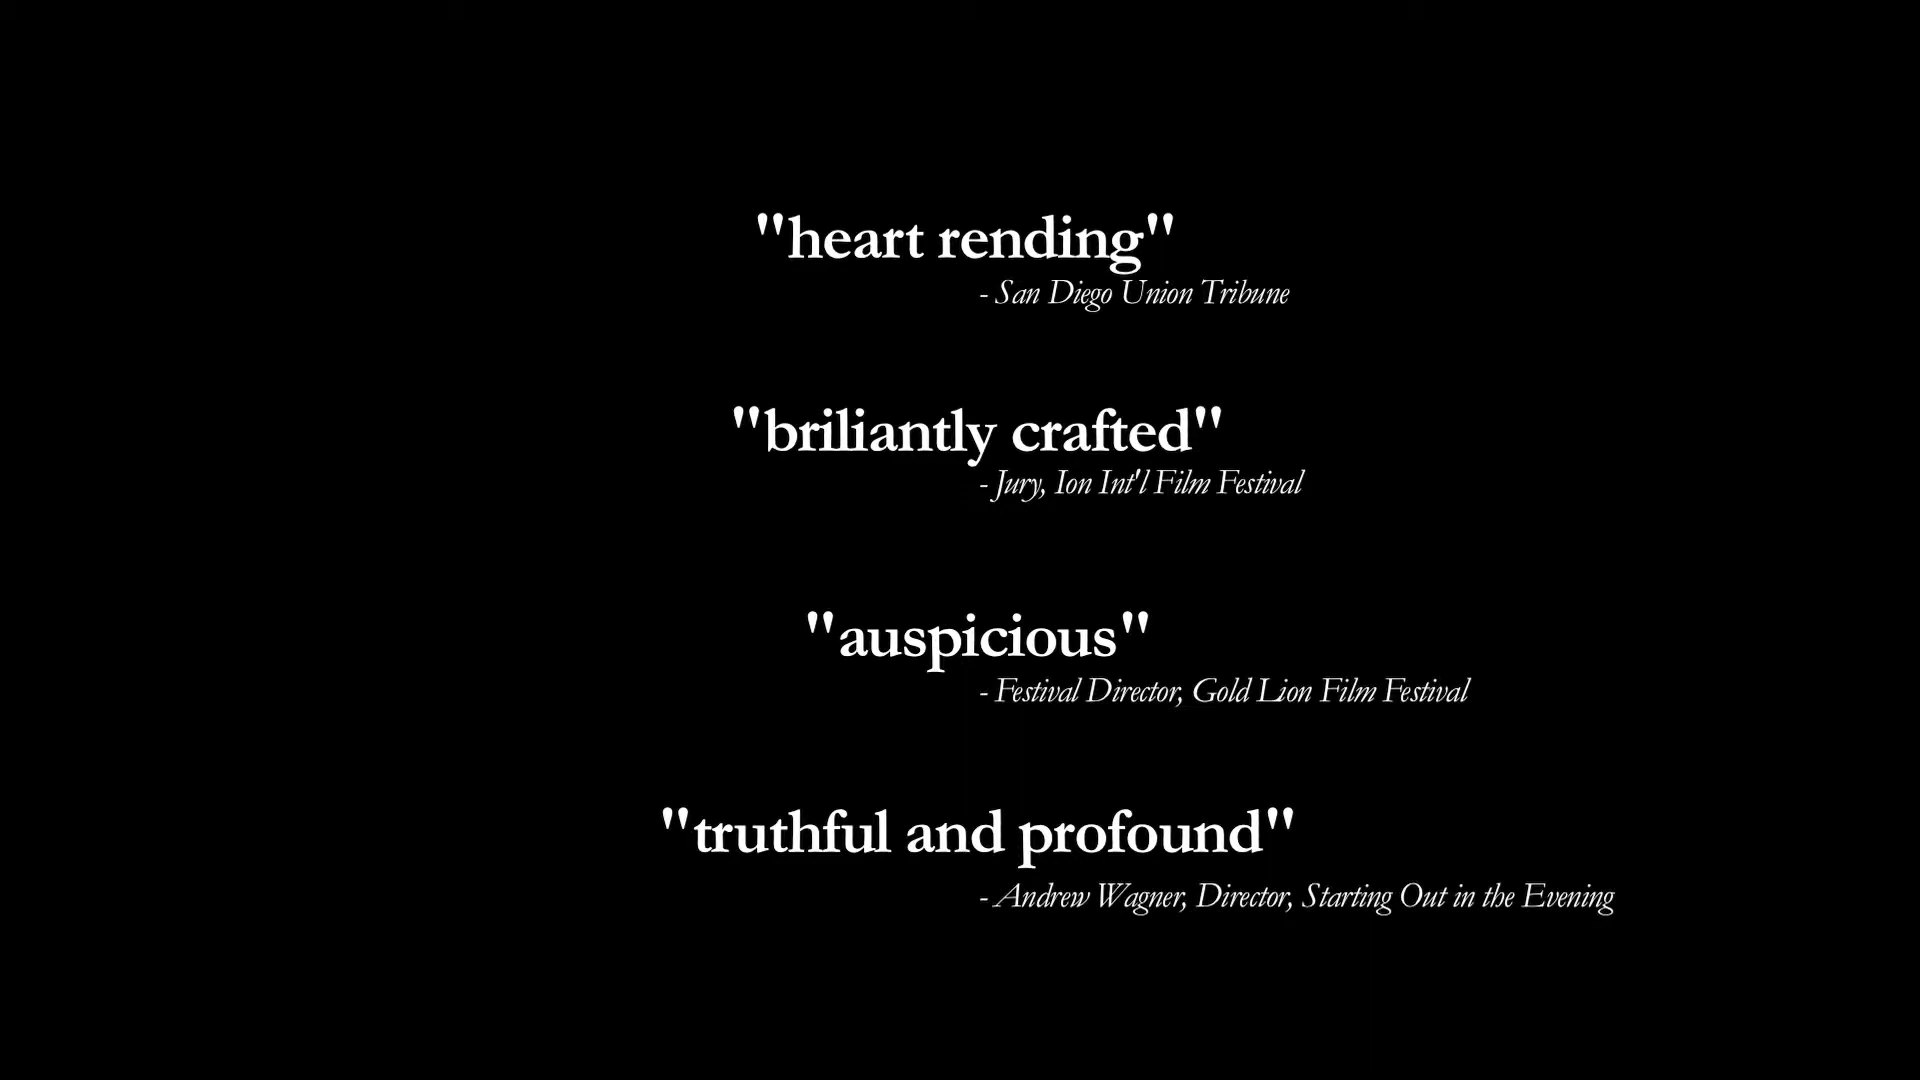 "heart rending"
- San Diego Union Tribune
"briliantly crafted"
- Jury, Ion Int'l Film Festival
"auspicious"
- Festival Director, Gold Lion Film Festival
"truthful and profound"
- Andrew Wagner, Director, Starting Out in the Evening